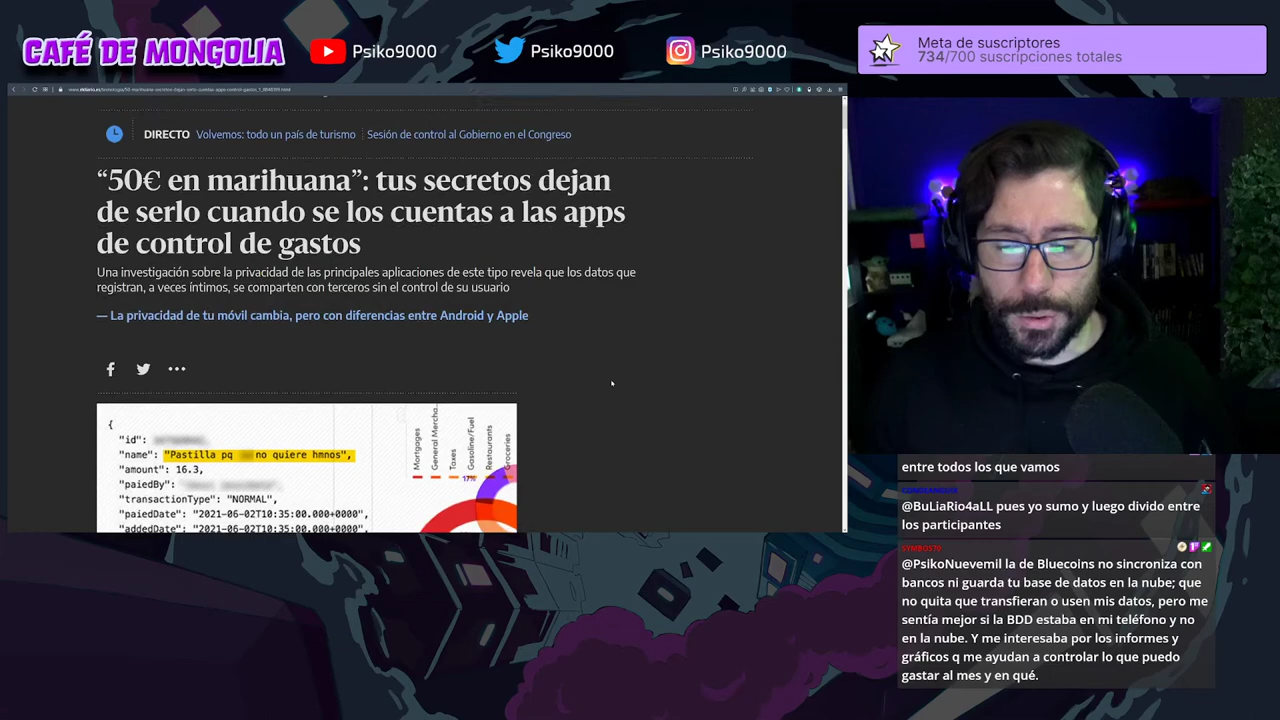 CAFÉ DE MONGOLIA
Psiko9000
Psiko9000
Psiko9000
Meta de suscriptores
734/700 suscripciones totales
DIRECTO
Volvemos: todo un país de turismo
Sesión de control al Gobierno en el Congreso
“50€ en marihuana”: tus secretos dejan
de serlo cuando se los cuentas a las apps
de control de gastos
Una investigación sobre la privacidad de las principales aplicaciones de este tipo revela que los datos que
registran, a veces íntimos, se comparten con terceros sin el control de su usuario
— La privacidad de tu móvil cambia, pero con diferencias entre Android y Apple
{
"id":
"name": "Pastilla pq no quiere hmnos",
"amount": 16.3,
"paiedBy":
"transactionType": "NORMAL",
"paiedDate": "2021-06-02T10:35:00.000+0000",
"addedDate": "2021-06-02T10:35:00.000+0000"
Mortgages
General Mercha..
Taxes
Gasoline/Fuel
Restaurants
Groceries
17%
entre todos los que vamos
@BuLiaRio4aLL pues yo sumo y luego divido entre
los participantes
@PsikoNuevemil la de Bluecoins no sincroniza con
bancos ni guarda tu base de datos en la nube; que
no quita que transfieran o usen mis datos, pero me
sentía mejor si la BDD estaba en mi teléfono y no
en la nube. Y me interesaba por los informes y
gráficos q me ayudan a controlar lo que puedo
gastar al mes y en qué.